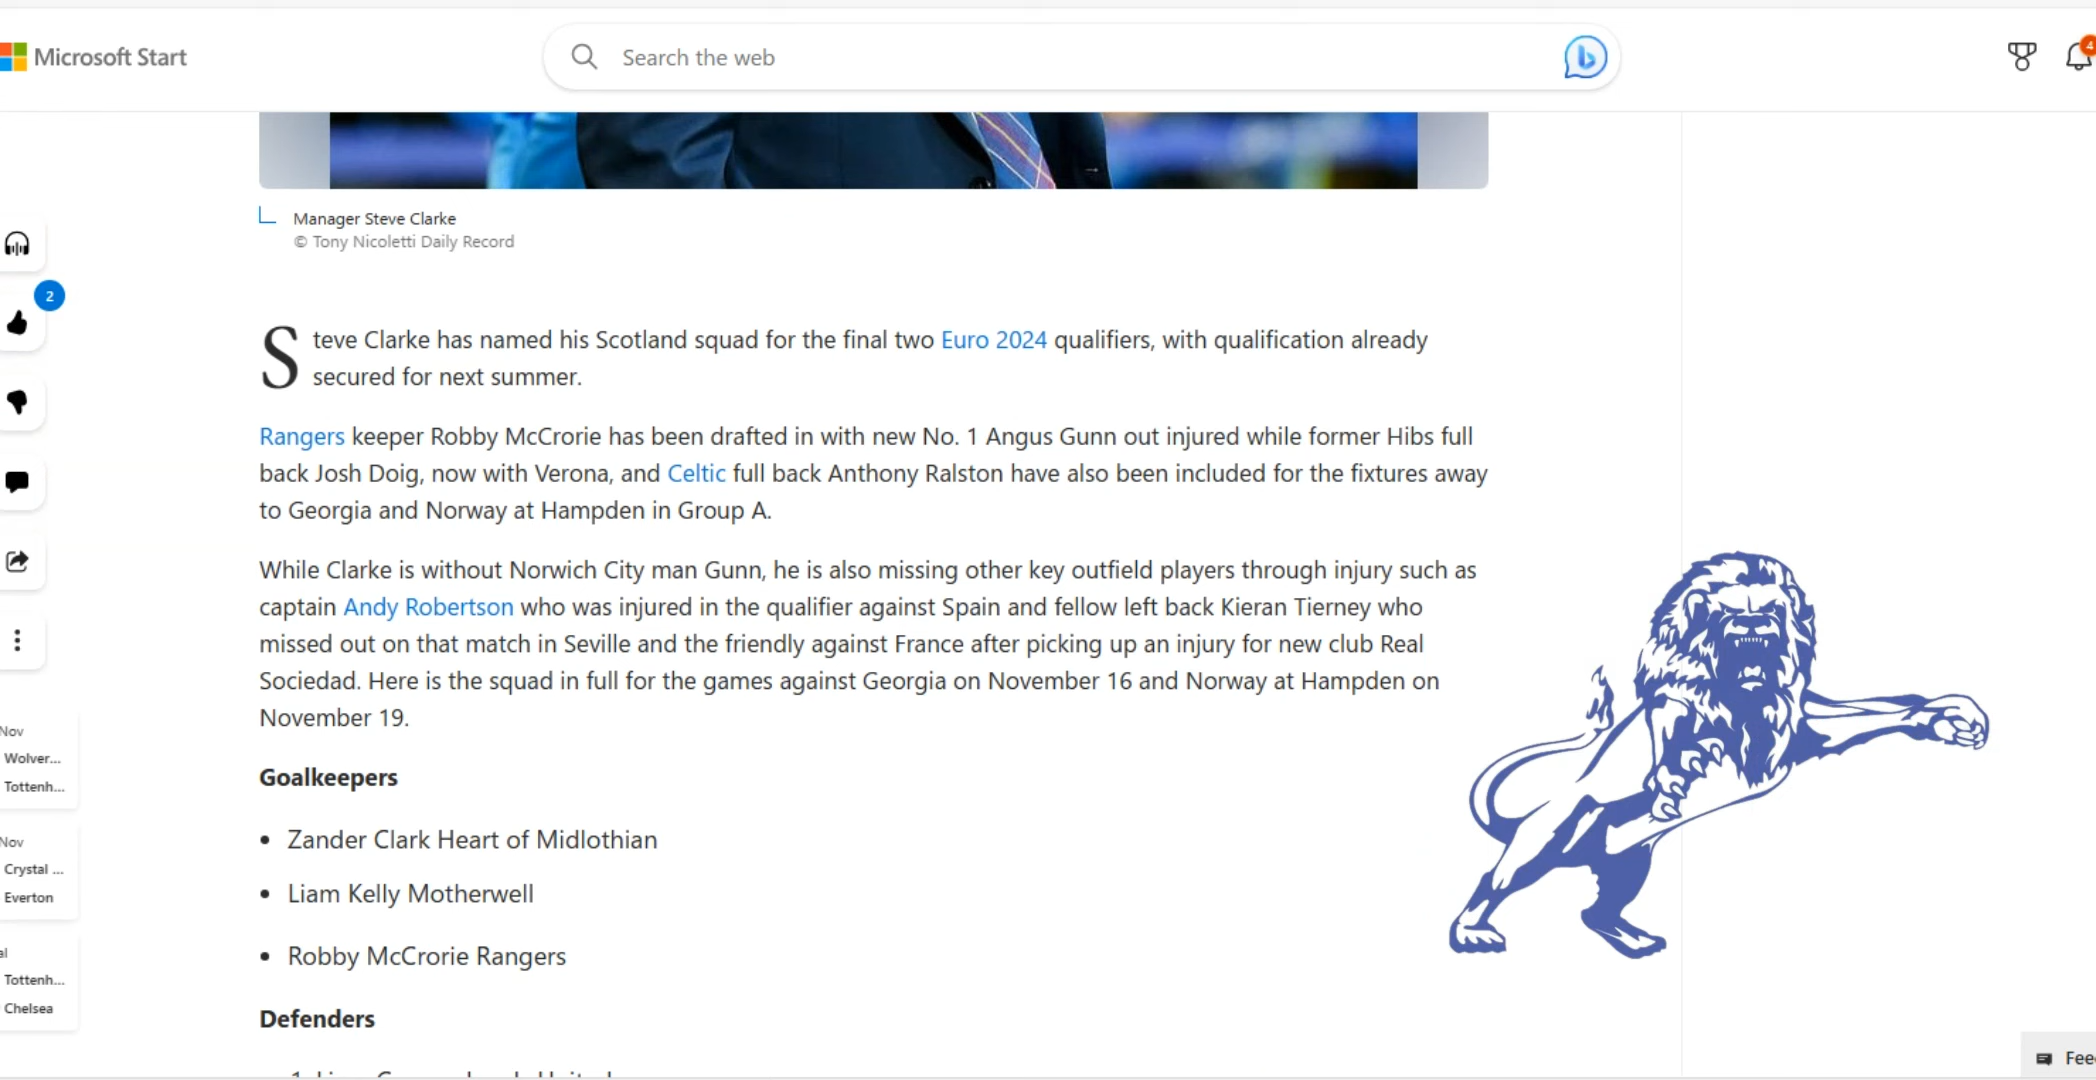 Microsoft Start
Search the web
4
Manager Steve Clarke
© Tony Nicoletti Daily Record
2
Steve Clarke has named his Scotland squad for the final two Euro 2024 qualifiers, with qualification already
secured for next summer.
Rangers keeper Robby McCrorie has been drafted in with new No. 1 Angus Gunn out injured while former Hibs full
back Josh Doig, now with Verona, and Celtic full back Anthony Ralston have also been included for the fixtures away
to Georgia and Norway at Hampden in Group A.
While Clarke is without Norwich City man Gunn, he is also missing other key outfield players through injury such as
captain Andy Robertson who was injured in the qualifier against Spain and fellow left back Kieran Tierney who
missed out on that match in Seville and the friendly against France after picking up an injury for new club Real
Sociedad. Here is the squad in full for the games against Georgia on November 16 and Norway at Hampden on
November 19.
Nov
Wolver...
Tottenh...
Goalkeepers
• Zander Clark Heart of Midlothian
Nov
Crystal ...
Everton
• Liam Kelly Motherwell
• Robby McCrorie Rangers
Tottenh...
Chelsea
Defenders
Fee